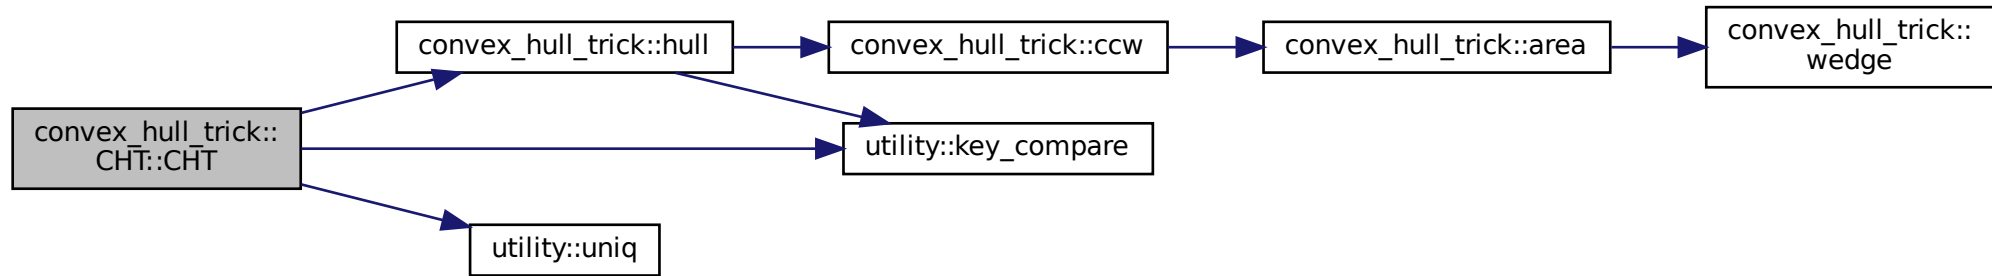 convex_hull_trick::
CHT::CHT
convex_hull_trick::hull
convex_hull_trick::ccw
convex_hull_trick::area
convex_hull_trick::
wedge
utility::key_compare
utility::uniq